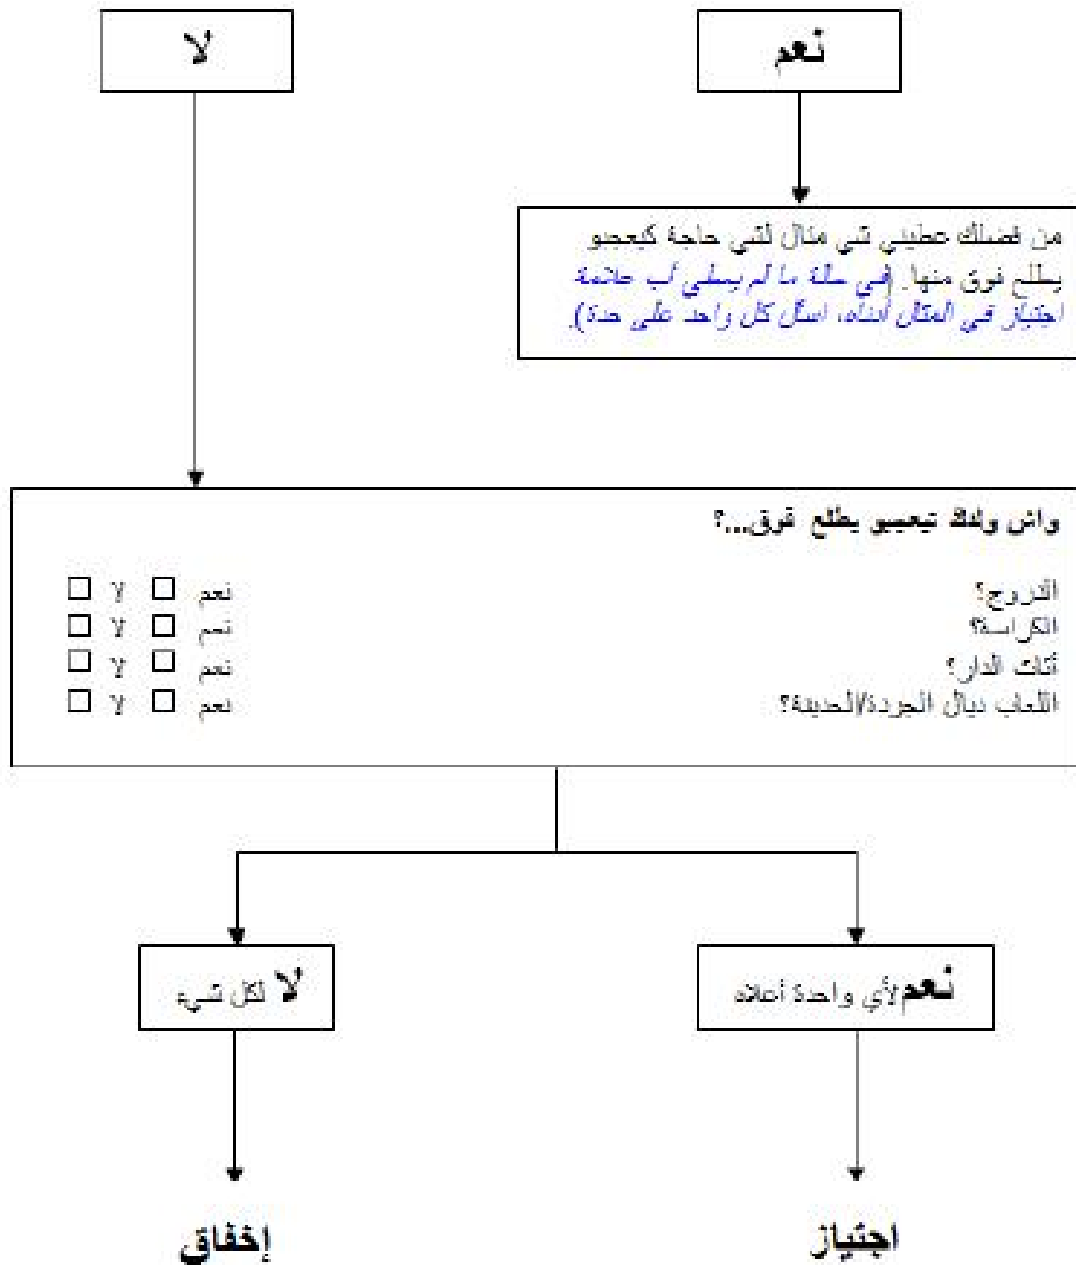 نعم
لا
من فضلك عطيني شي مثال لشي حاجة كيعجبو
يطلع فوق منها. (في حالة ما لم يعطي أب علامة
اجتياز في المثال أدناه، اسأل كل واحد على حدة).
واش ولدك تيعجبو يطلع فوق...؟
الدروج؟ نعم □ لا □
الكراسة؟ نعم □ لا □
أثاث الدار؟ نعم □ لا □
اللعاب ديال الجردة/الحديقة؟ نعم □ لا □
نعم لأي واحدة أعلاه
لا لكل شيء
اجتياز
إخفاق